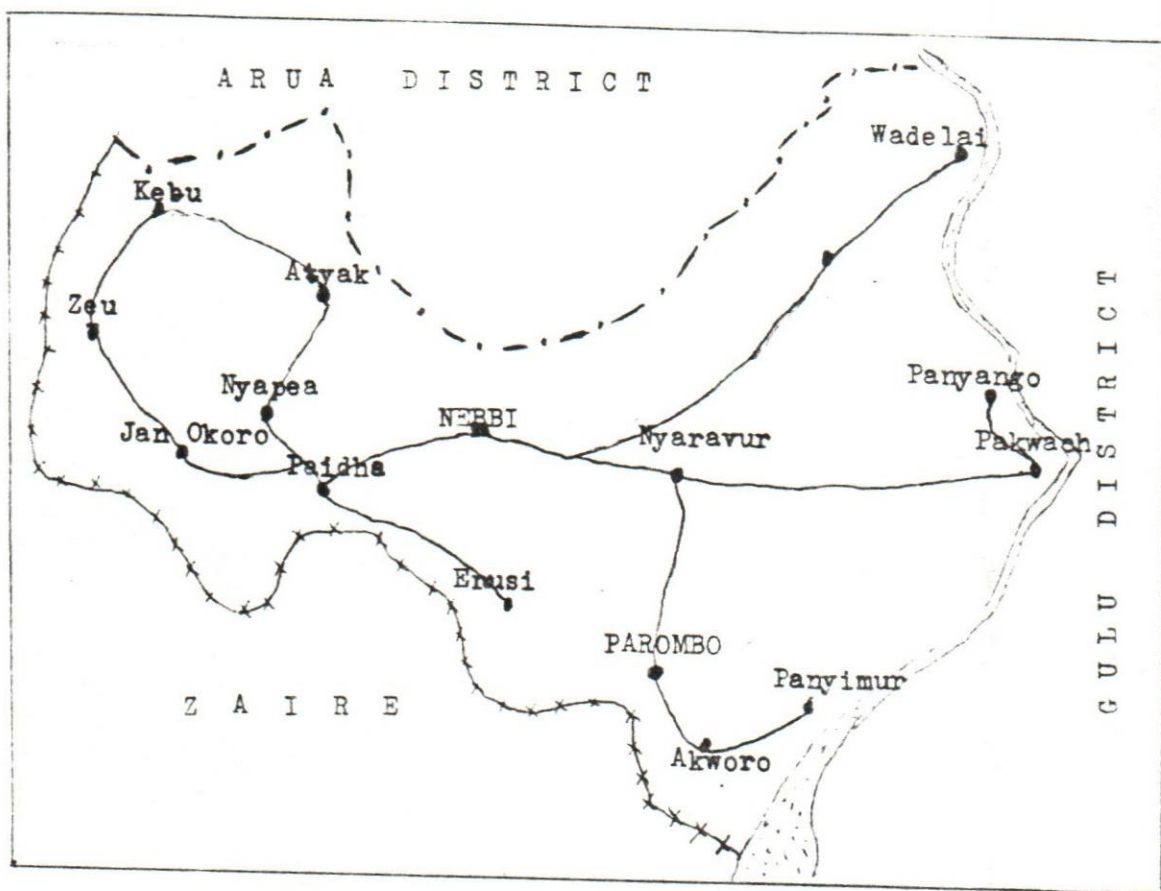 ARUA DISTRICT
Wadelai
Kebu
Atyak
Zeu
Panyango
Nyapea
NEBBI
Jan Okoro
Nyaravur
Pakwach
Paidha
Erusi
PAROMBO
Panyimur
ZAIRE
Akworo
GULU DISTRICT